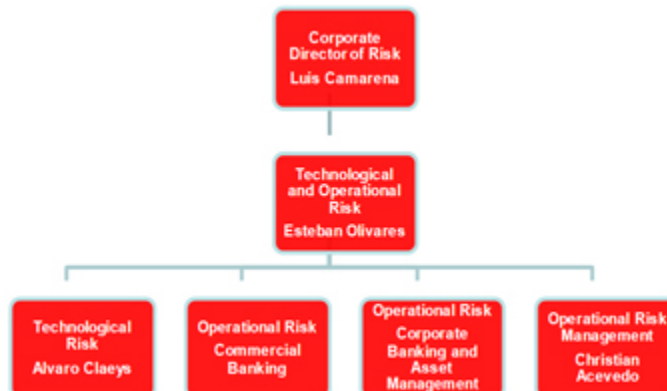 Corporate
Director of Risk
Luis Camarena
Technological
and Operational
Risk
Esteban Olivares
Technological
Risk
Alvaro Claeys
Operational Risk
Commercial
Banking
Operational Risk
Corporate
Banking and
Asset
Management
Operational Risk
Management
Christian
Acevedo